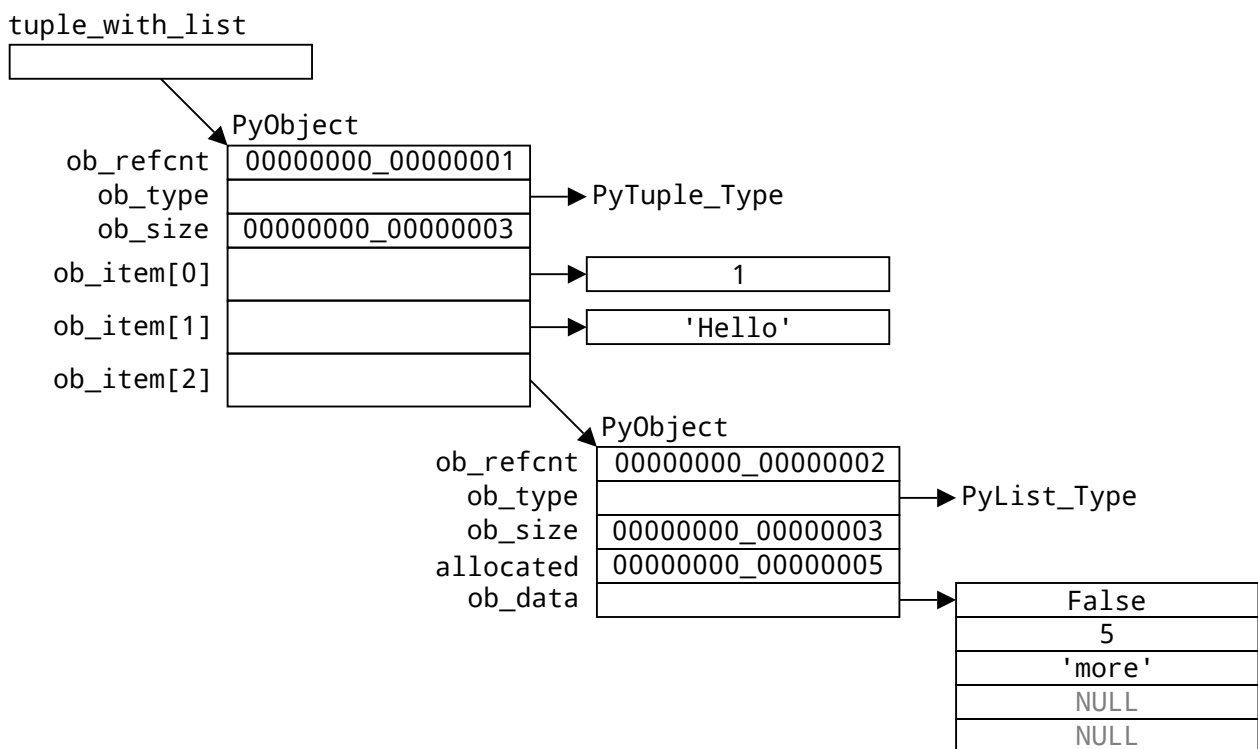 tuple_with_list
PyObject
ob_refcnt 00000000_00000001
ob_type PyTuple_Type
ob_size 00000000_00000003
ob_item[0] 1
ob_item[1] 'Hello'
ob_item[2]
PyObject
ob_refcnt 00000000_00000002
ob_type PyList_Type
ob_size 00000000_00000003
allocated 00000000_00000005
ob_data False
5
'more'
NULL
NULL